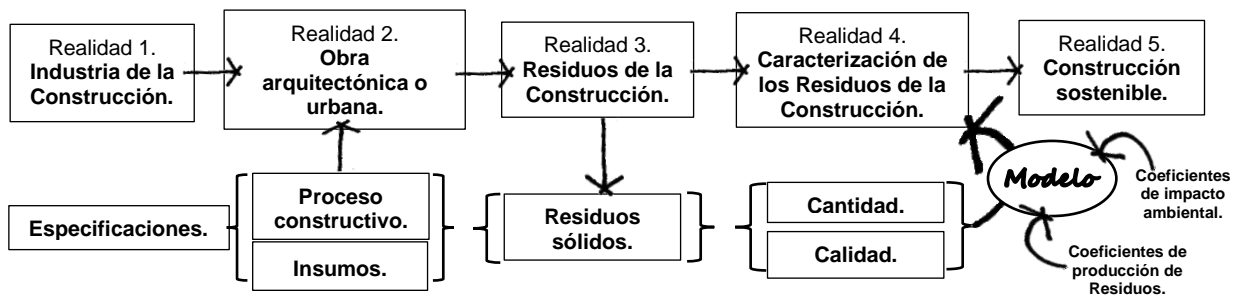 Realidad 1.
Industria de la
Construcción.
Realidad 2.
Obra
arquitectónica o
urbana.
Realidad 3.
Residuos de la
Construcción.
Realidad 4.
Caracterización de
los Residuos de la
Construcción.
Realidad 5.
Construcción
sostenible.
Especificaciones.
Proceso
constructivo.
Insumos.
Residuos
sólidos.
Cantidad.
Calidad.
Modelo
Coeficientes
de impacto
ambiental.
Coeficientes de
producción de
Residuos.